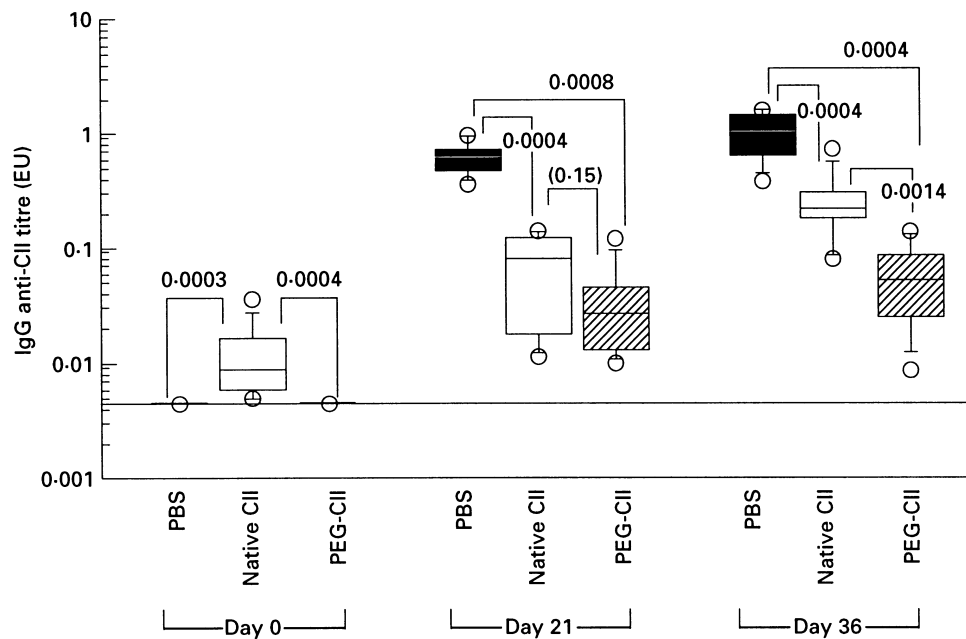 10
0·0004
0·0008
1
0·0004
0·0004
(0·15)
0·0014
0·1
0·0003
0·0004
0·01
0·001
IgG anti-CII titre (EU)
PBS
Native CII
PEG-CII
PBS
Native CII
PEG-CII
PBS
Native CII
PEG-CII
Day 0
Day 21
Day 36